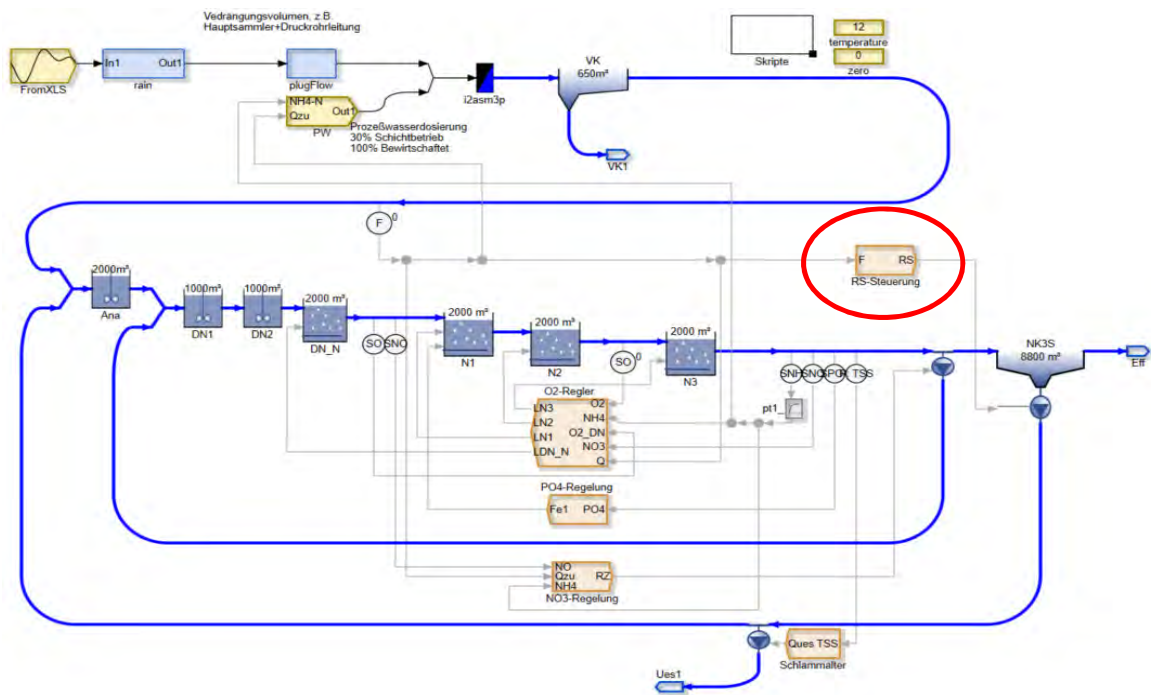 Vedrängungsvolumen, z.B.
Hauptsammler+Druckrohrleitung
FromXLS
In1 Out1
rain
plugFlow
NH4-N
Qzu
Out1
PW
Prozeßwasserdosierung
30% Schichtbetrieb
100% Bewirtschaftet
i2asm3p
VK
650m³
VK1
Skripte
12
temperature
0
zero
F 0
F RS
RS-Steuerung
2000m³
Ana
1000m³
DN1
1000m³
DN2
2000 m³
DN_N
SO
SNO
2000 m³
N1
2000 m³
N2
SO 0
2000 m³
N3
SNH
SNO
SPO
TSS
pt1_
NK3S
8800 m³
Eff
O2-Regler
LN3
LN2
LN1
LDN_N
O2
NH4
O2_DN
NO3
Q
PO4-Regelung
Fe1 PO4
NO
Qzu
NH4
RZ
NO3-Regelung
Ques TSS
Schlammalter
Ues1